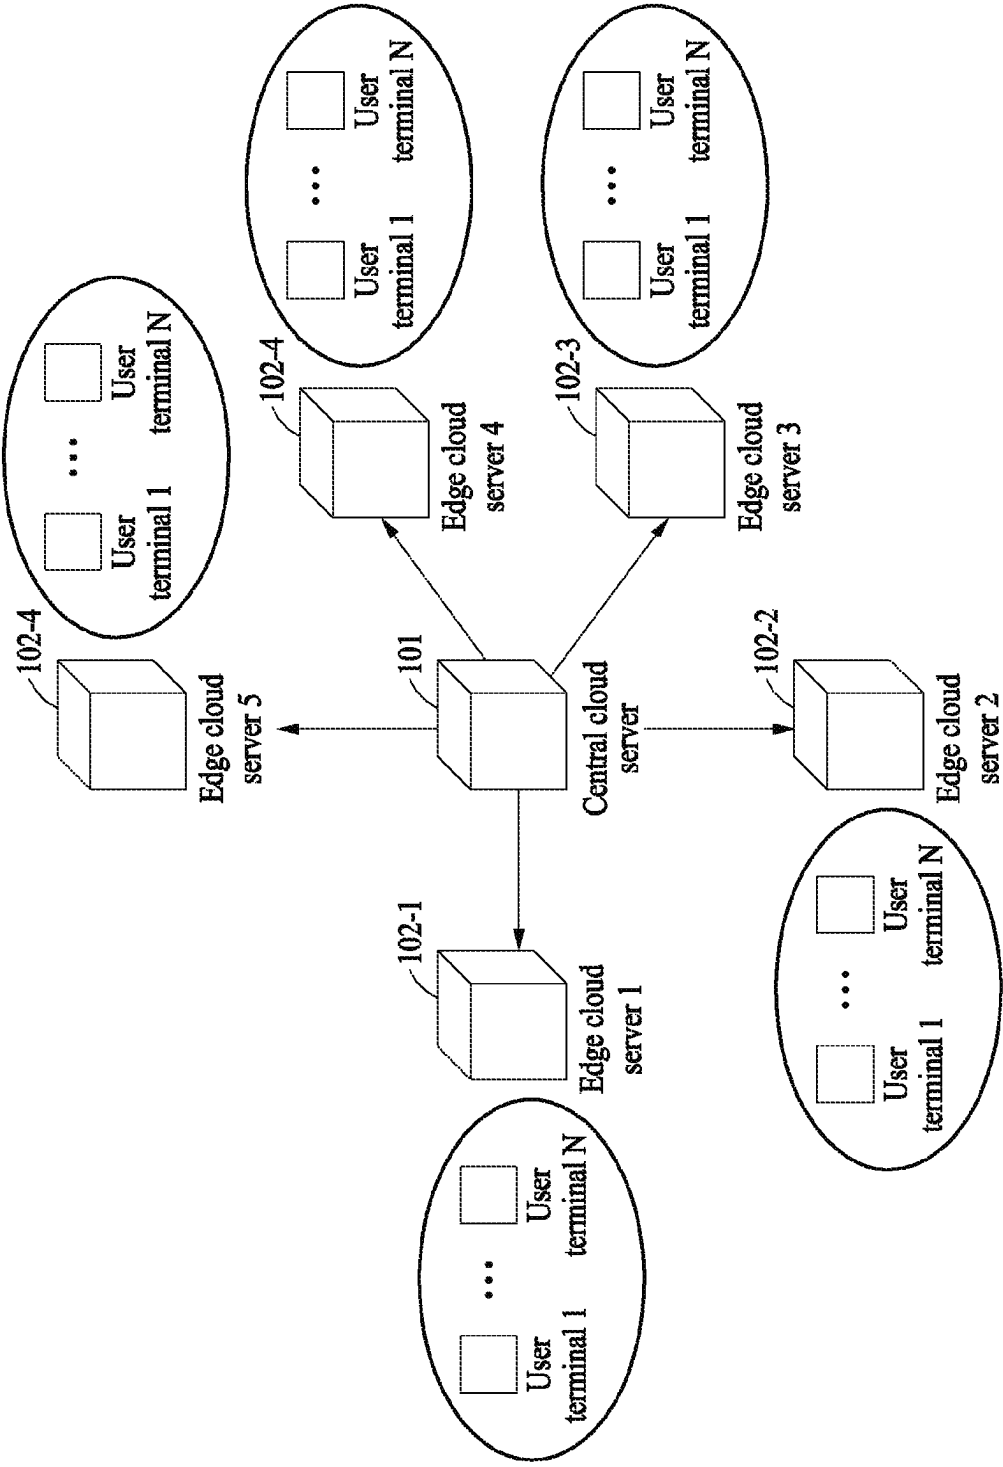 102-4
Edge cloud
server 5
User
terminal 1
...
User
terminal N
102-4
Edge cloud
server 4
User
terminal 1
...
User
terminal N
User
terminal 1
...
User
terminal N
102-1
Edge cloud
server 1
101
Central cloud
server
102-3
Edge cloud
server 3
User
terminal 1
...
User
terminal N
User
terminal 1
...
User
terminal N
102-2
Edge cloud
server 2